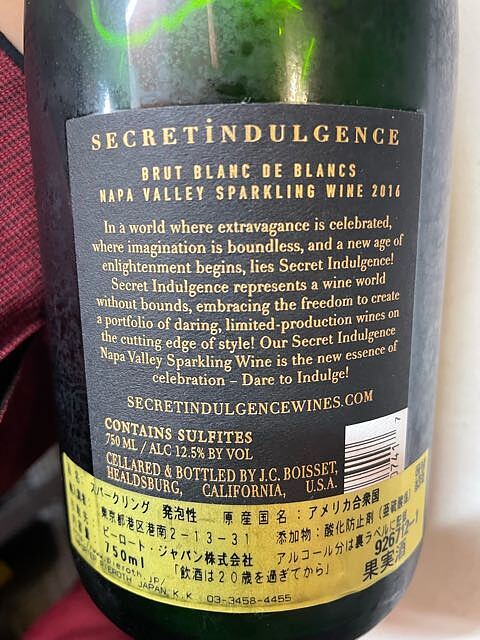 SECRETiNDULGENCE
BRUT BLANC DE BLANCS
NAPA VALLEY SPARKLING WINE 2016
In a world where extravagance is celebrated,
where imagination is boundless, and a new age of
enlightenment begins, lies Secret Indulgence!
Secret Indulgence represents a wine world
without bounds, embracing the freedom to create
a portfolio of daring, limited-production wines on
the cutting edge of style! Our Secret Indulgence
Napa Valley Sparkling Wine is the new essence of
celebration – Dare to Indulge!
SECRETINDULGENCEWINES.COM
CONTAINS SULFITES
750 ML / ALC 12.5% BY VOL
CELLARED & BOTTLED BY J.C. BOISSET,
HEALDSBURG, CALIFORNIA, U.S.A.
スパークリング 発泡性 原産国名：アメリカ合衆国
東京都港区港南2-13-31 添加物：酸化防止剤
ピーロート・ジャパン株式会社 アルコール分は裏ラベルに
750ml 「飲酒は20歳を過ぎてから」 果実酒
PIEROTH JAPAN K.K 03-3458-4455